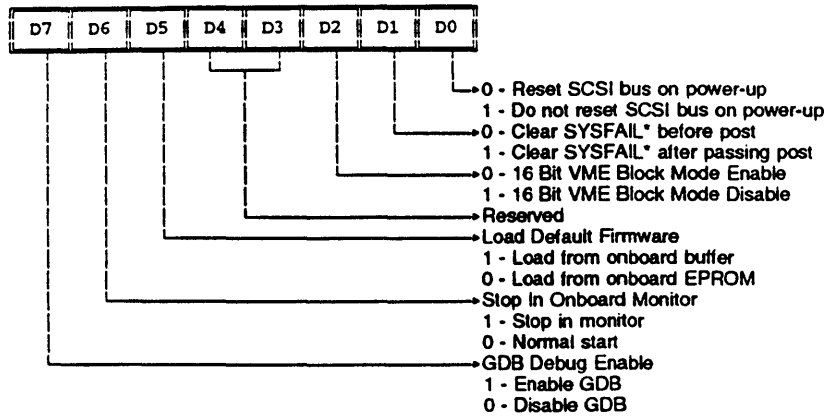 D7 D6 D5 D4 D3 D2 D1 D0
0 - Reset SCSI bus on power-up
1 - Do not reset SCSI bus on power-up
0 - Clear SYSFAIL* before post
1 - Clear SYSFAIL* after passing post
0 - 16 Bit VME Block Mode Enable
1 - 16 Bit VME Block Mode Disable
Reserved
Load Default Firmware
1 - Load from onboard buffer
0 - Load from onboard EPROM
Stop In Onboard Monitor
1 - Stop in monitor
0 - Normal start
GDB Debug Enable
1 - Enable GDB
0 - Disable GDB